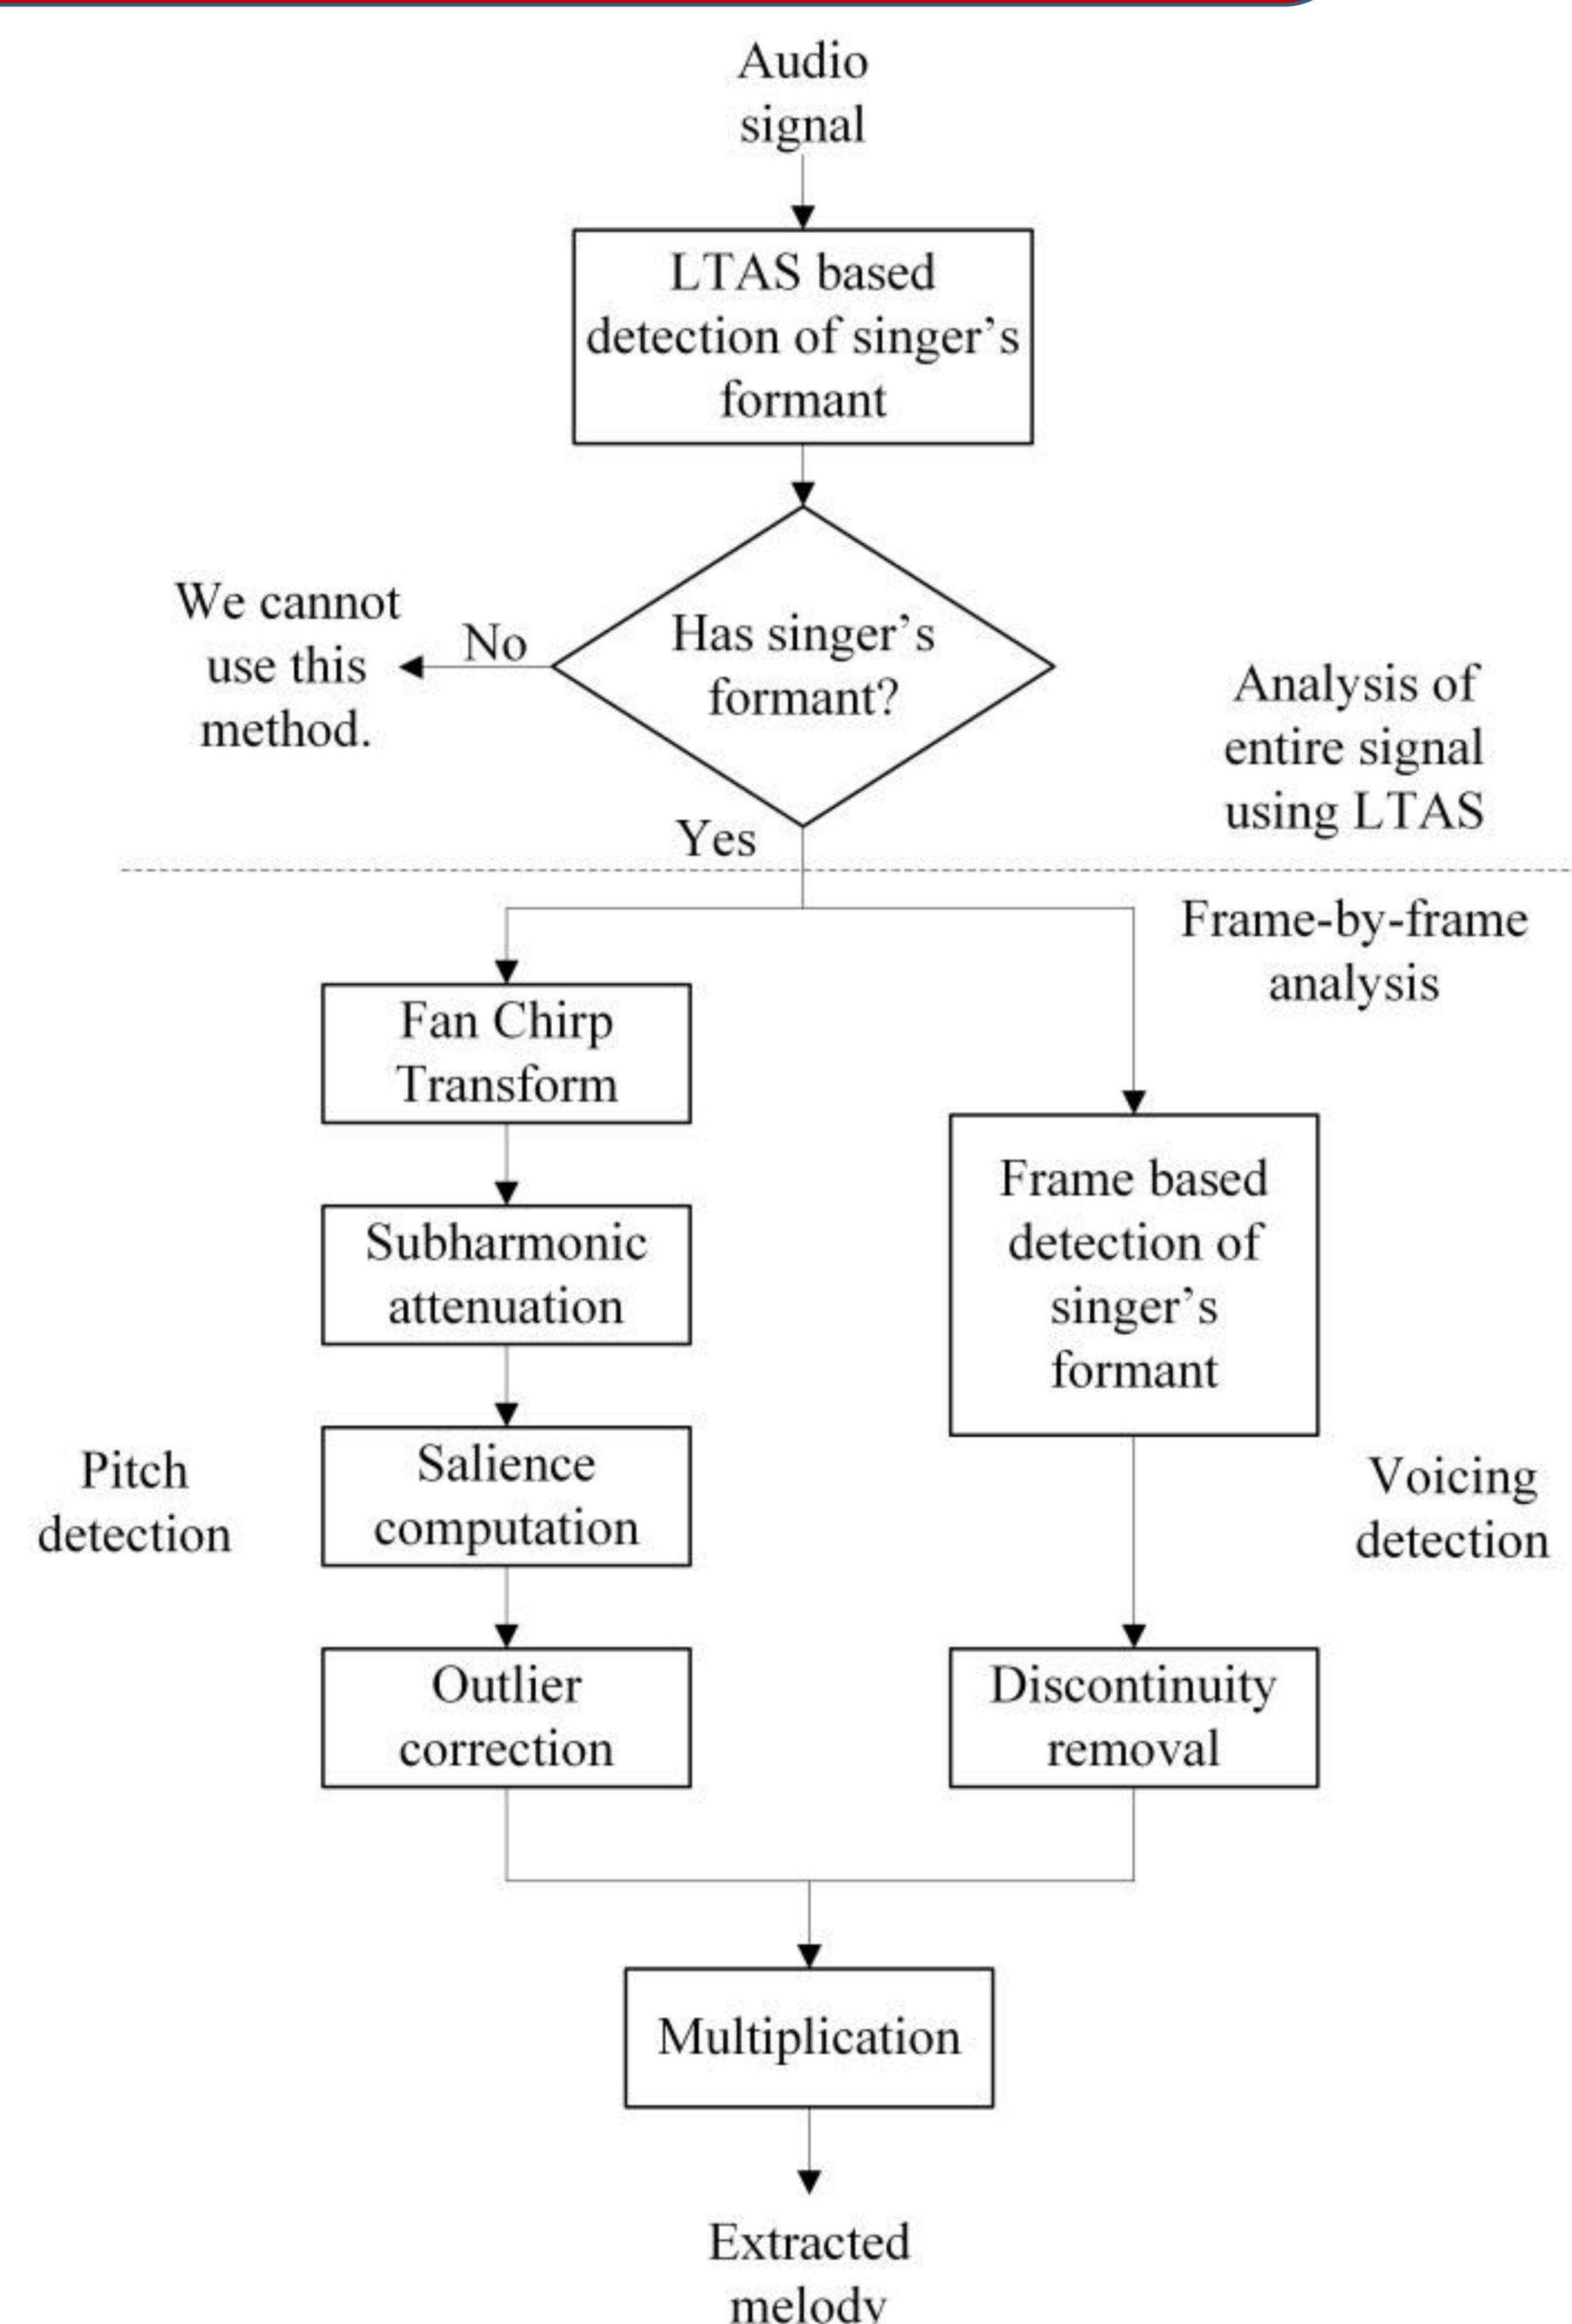 Audio
signal
LTAS based
detection of singer’s
formant
Has singer’s
formant?
No
We cannot
use this
method.
Yes
Analysis of
entire signal
using LTAS
Frame-by-frame
analysis
Fan Chirp
Transform
Subharmonic
attenuation
Salience
computation
Outlier
correction
Pitch
detection
Frame based
detection of
singer’s
formant
Discontinuity
removal
Voicing
detection
Multiplication
Extracted
melody